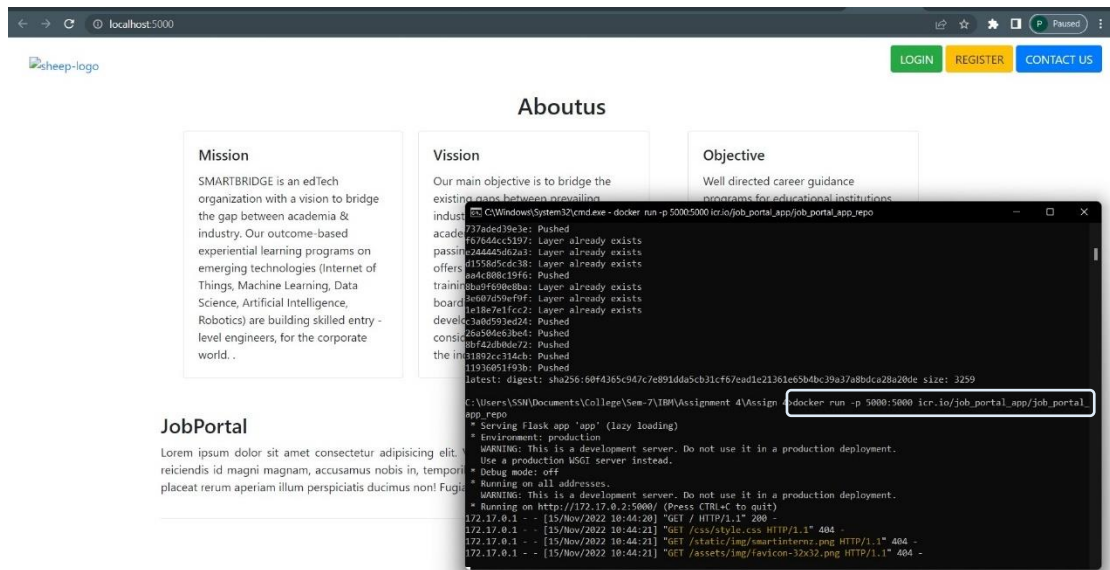 localhost:5000
P Paused
sheep-logo
LOGIN REGISTER CONTACT US
Aboutus
Mission
SMARTBRIDGE is an edTech
organization with a vision to bridge
the gap between academia &
industry. Our outcome-based
experiential learning programs on
emerging technologies (Internet of
Things, Machine Learning, Data
Science, Artificial Intelligence,
Robotics) are building skilled entry -
level engineers, for the corporate
world. .
Vission
Our main objective is to bridge the
existing gaps between prevailing
indust
acade
passin
offers
trainin
board
develo
consid
the in
Objective
Well directed career guidance
programs for educational institutions
JobPortal
Lorem ipsum dolor sit amet consectetur adipisicing elit.
reiciendis id magni magnam, accusamus nobis in, tempori
placeat rerum aperiam illum perspiciatis ducimus non! Fugia
C:\Windows\System32\cmd.exe - docker run -p 5000:5000 icr.io/job_portal_app/job_portal_app_repo
737aded39e3e: Pushed
f67644cc5197: Layer already exists
e244445d62a3: Layer already exists
d1558d5cdc38: Layer already exists
aa4c808c19f6: Pushed
8ba9f690e8ba: Layer already exists
3e607d59ef9f: Layer already exists
1e18e7e1fcc2: Layer already exists
c3a0d593ed24: Pushed
26a504e63be4: Pushed
8bf42db0de72: Pushed
31892cc314cb: Pushed
11936051f93b: Pushed
latest: digest: sha256:60f4365c947c7e891dda5cb31cf67ead1e21361e65b4bc39a37a8bdca28a20de size: 3259
C:\Users\SSN\Documents\College\Sem-7\IBM\Assignment 4\Assign 4>docker run -p 5000:5000 icr.io/job_portal_app/job_portal_
app_repo
* Serving Flask app 'app' (lazy loading)
* Environment: production
WARNING: This is a development server. Do not use it in a production deployment.
Use a production WSGI server instead.
* Debug mode: off
* Running on all addresses.
WARNING: This is a development server. Do not use it in a production deployment.
* Running on http://172.17.0.2:5000/ (Press CTRL+C to quit)
172.17.0.1 - - [15/Nov/2022 10:44:20] "GET / HTTP/1.1" 200 -
172.17.0.1 - - [15/Nov/2022 10:44:21] "GET /css/style.css HTTP/1.1" 404 -
172.17.0.1 - - [15/Nov/2022 10:44:21] "GET /static/img/smartinternz.png HTTP/1.1" 404 -
172.17.0.1 - - [15/Nov/2022 10:44:21] "GET /assets/img/favicon-32x32.png HTTP/1.1" 404 -